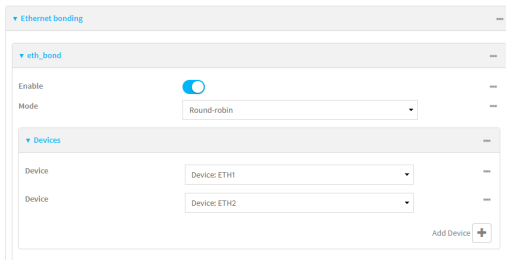 Ethernet bonding
eth_bond
Enable
Mode
Round-robin
Devices
Device
Device: ETH1
Device
Device: ETH2
Add Device